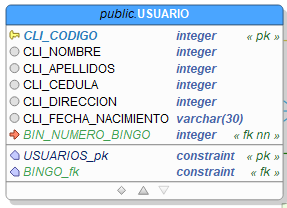 public.USUARIO
CLI_CODIGO integer « pk »
CLI_NOMBRE integer
CLI_APELLIDOS integer
CLI_CEDULA integer
CLI_DIRECCION integer
CLI_FECHA_NACIMIENTO varchar(30)
BIN_NUMERO_BINGO integer « fk nn »
USUARIOS_pk constraint « pk »
BINGO_fk constraint « fk »